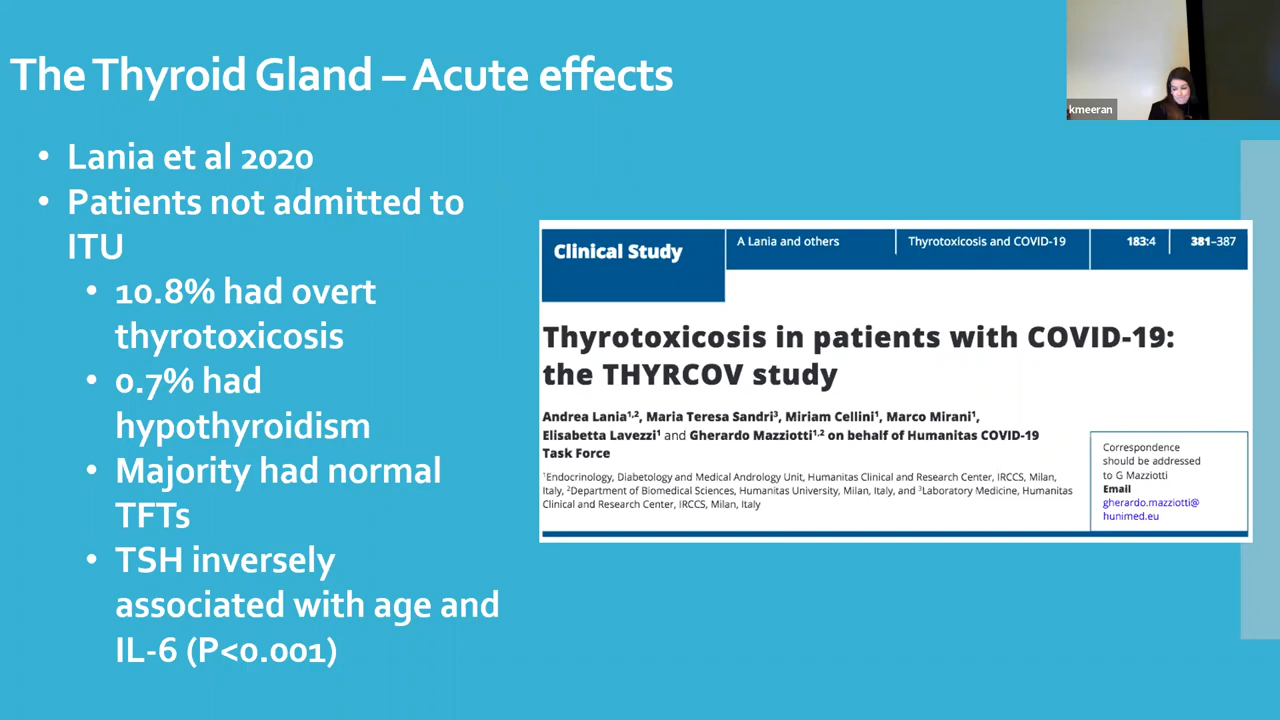 The Thyroid Gland – Acute effects
kmeeran
• Lania et al 2020
• Patients not admitted to
ITU
• 10.8% had overt
thyrotoxicosis
• 0.7% had
hypothyroidism
• Majority had normal
TFTs
• TSH inversely
associated with age and
IL-6 (P<0.001)
Clinical Study
A Lania and others
Thyrotoxicosis and COVID-19
183:4
381–387
Thyrotoxicosis in patients with COVID-19:
the THYRCOV study
Andrea Lania1,2, Maria Teresa Sandri3, Miriam Cellini1, Marco Mirani1,
Elisabetta Lavezzi1 and Gherardo Mazziotti1,2 on behalf of Humanitas COVID-19
Task Force
1Endocrinology, Diabetology and Medical Andrology Unit, Humanitas Clinical and Research Center, IRCCS, Milan,
Italy, 2Department of Biomedical Sciences, Humanitas University, Milan, Italy, and 3Laboratory Medicine, Humanitas
Clinical and Research Center, IRCCS, Milan, Italy
Correspondence
should be addressed
to G Mazziotti
Email
gherardo.mazziotti@
hunimed.eu